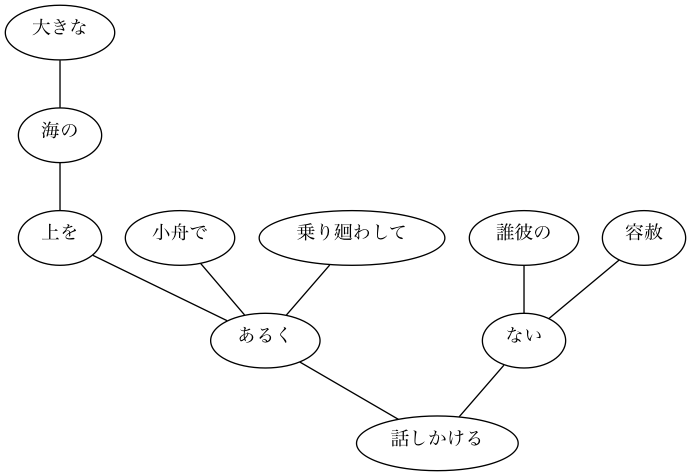 大きな
海の
上を 小舟で 乗り廻わして 誰彼の 容赦
あるく ない
話しかける